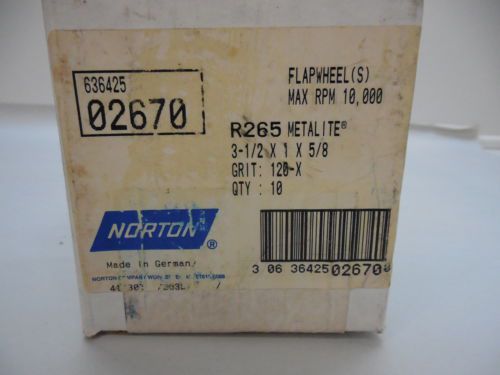 636425
02670
FLAPWHEEL(S)
MAX RPM 10,000
R265 METALITE®
3-1/2 X 1 X 5/8
GRIT: 120-X
QTY : 10
NORTON ®
Made in Germany
3 06 36425 02670 0